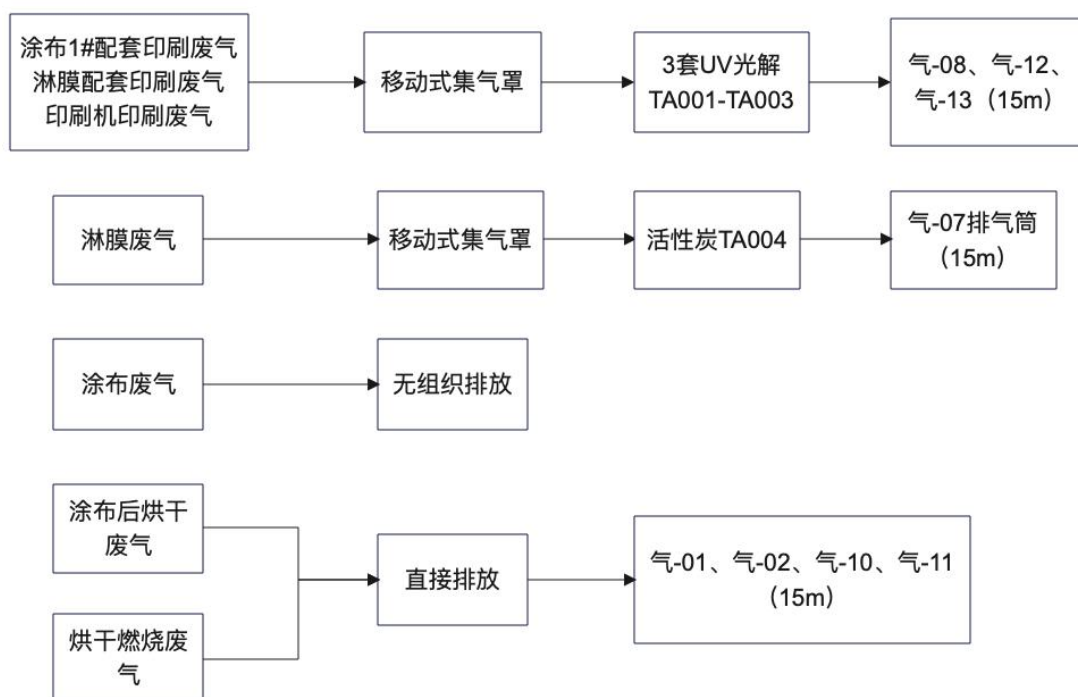 涂布1#配套印刷废气
淋膜配套印刷废气
印刷机印刷废气
移动式集气罩
3套UV光解
TA001-TA003
气-08、气-12、
气-13（15m）
淋膜废气
移动式集气罩
活性炭TA004
气-07排气筒
（15m）
涂布废气
无组织排放
涂布后烘干
废气
烘干燃烧废
气
直接排放
气-01、气-02、气-10、气-11
（15m）